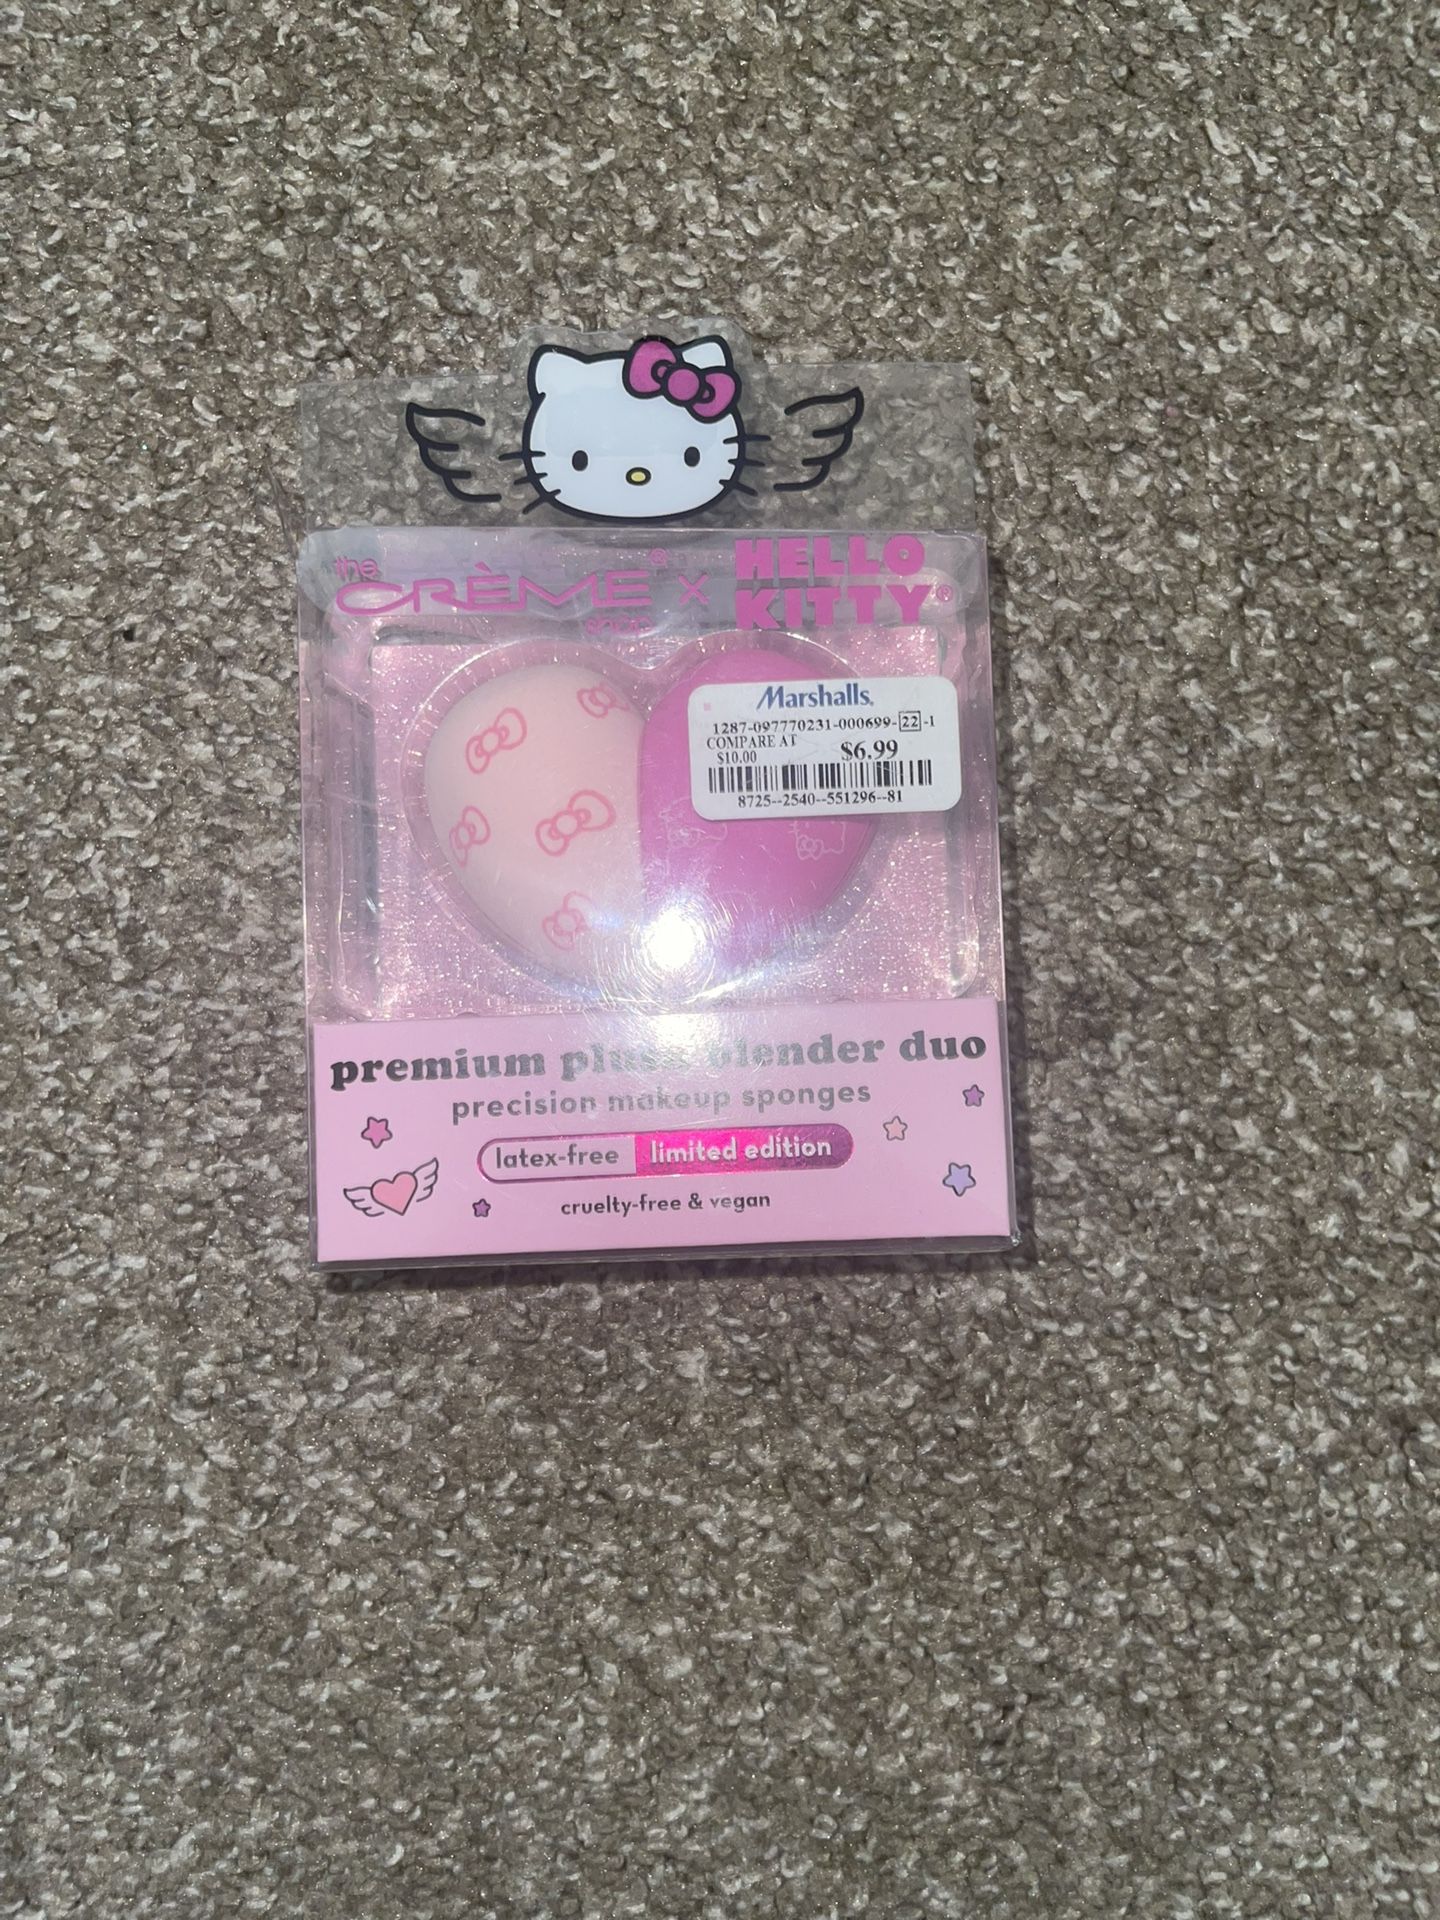 the
CRÈME® x HELLO
shop KITTY®
Marshalls.
1287-097770231-000699-22-1
COMPARE AT
$10.00 $6.99
8725--2540--551296--81
premium plush blender duo
precision makeup sponges
latex-free limited edition
cruelty-free & vegan